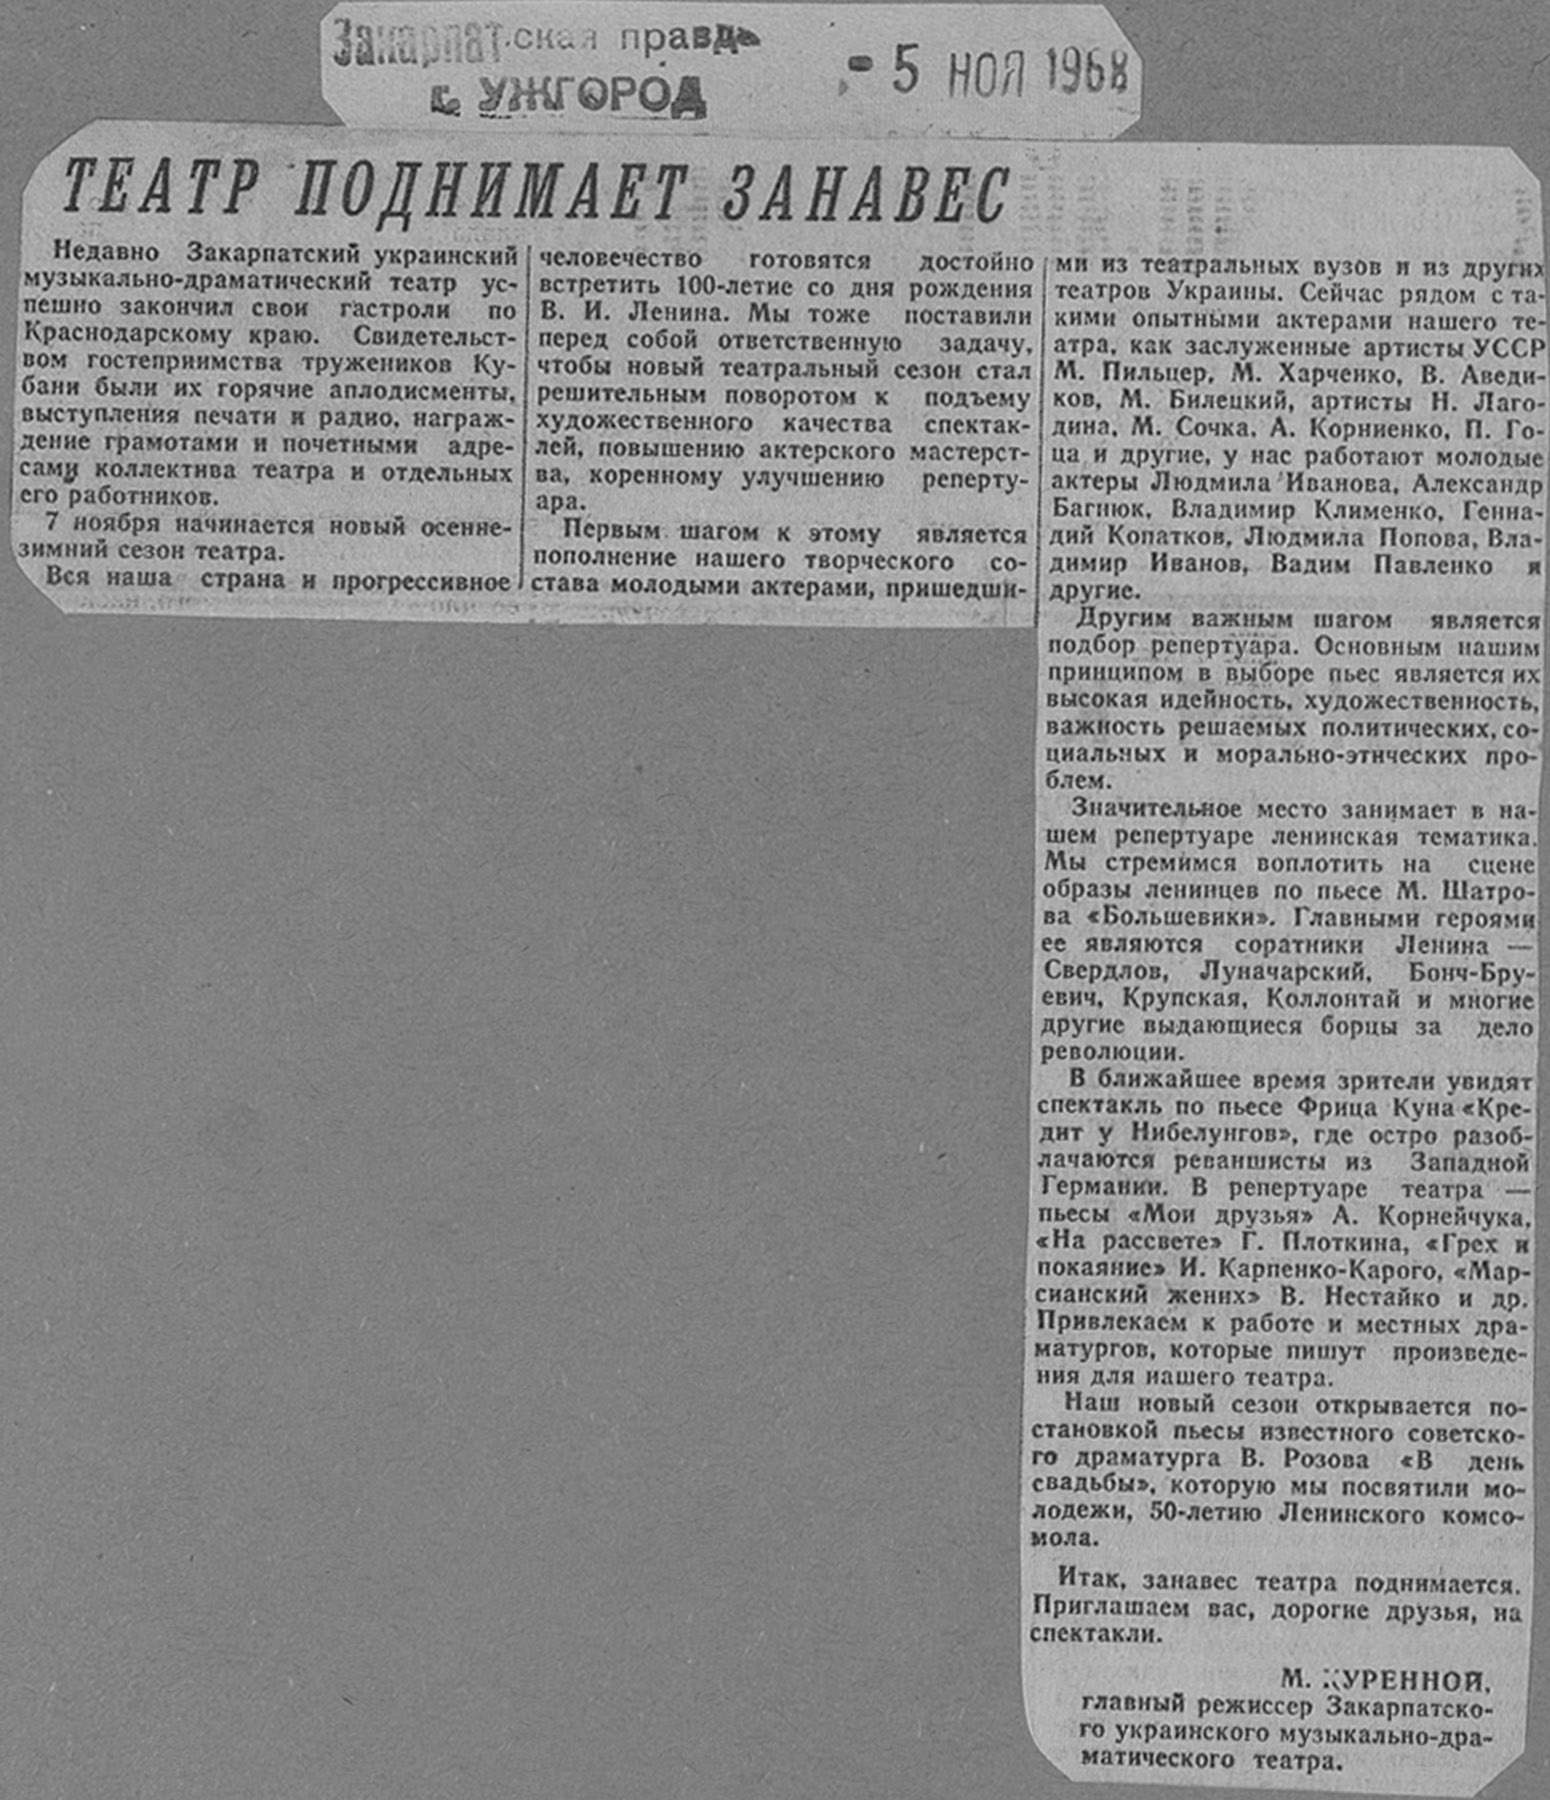 Закарпатская правда
г. УЖГОРОД
- 5 НОЯ 1968
ТЕАТР ПОДНИМАЕТ ЗАНАВЕС
Недавно Закарпатский украинский
музыкально-драматический театр ус-
пешно закончил свои гастроли по
Краснодарскому краю. Свидетельст-
вом гостеприимства тружеников Ку-
бани были их горячие аплодисменты,
выступления печати и радио, награж-
дение грамотами и почетными адре-
сами коллектива театра и отдельных
его работников.
7 ноября начинается новый осенне-
зимний сезон театра.
Вся наша страна и прогрессивное
человечество готовятся достойно
встретить 100-летие со дня рождения
В. И. Ленина. Мы тоже поставили
перед собой ответственную задачу,
чтобы новый театральный сезон стал
решительным поворотом к подъему
художественного качества спектак-
лей, повышению актерского мастерст-
ва, коренному улучшению реперту-
ара.
Первым шагом к этому является
пополнение нашего творческого со-
става молодыми актерами, пришедши-
ми из театральных вузов и из других
театров Украины. Сейчас рядом с та-
кими опытными актерами нашего те-
атра, как заслуженные артисты УССР
М. Пильцер, М. Харченко, В. Аведи-
ков, М. Билецкий, артисты Н. Лаго-
дина, М. Сочка, А. Корниенко, П. Го-
ца и другие, у нас работают молодые
актеры Людмила Иванова, Александр
Багнюк, Владимир Клименко, Генна-
дий Копатков, Людмила Попова, Вла-
димир Иванов, Вадим Павленко и
другие.
Другим важным шагом является
подбор репертуара. Основным нашим
принципом в выборе пьес является их
высокая идейность, художественность,
важность решаемых политических, со-
циальных и морально-этических про-
блем.
Значительное место занимает в на-
шем репертуаре ленинская тематика.
Мы стремимся воплотить на сцене
образы ленинцев по пьесе М. Шатро-
ва «Большевики». Главными героями
ее являются соратники Ленина —
Свердлов, Луначарский, Бонч-Бру-
евич, Крупская, Коллонтай и многие
другие выдающиеся борцы за дело
революции.
В ближайшее время зрители увидят
спектакль по пьесе Фрица Куна «Кре-
дит у Нибелунгов», где остро разоб-
лачаются реваншисты из Западной
Германии. В репертуаре театра —
пьесы «Мои друзья» А. Корнейчука,
«На рассвете» Г. Плоткина, «Грех и
покаяние» И. Карпенко-Карого, «Мар-
сианский жених» В. Нестайко и др.
Привлекаем к работе и местных дра-
матургов, которые пишут произведе-
ния для нашего театра.
Наш новый сезон открывается по-
становкой пьесы известного советско-
го драматурга В. Розова «В день
свадьбы», которую мы посвятили мо-
лодежи, 50-летию Ленинского комсо-
мола.
Итак, занавес театра поднимается.
Приглашаем вас, дорогие друзья, на
спектакли.
М. КУРЕННОЙ,
главный режиссер Закарпатско-
го украинского музыкально-дра-
матического театра.